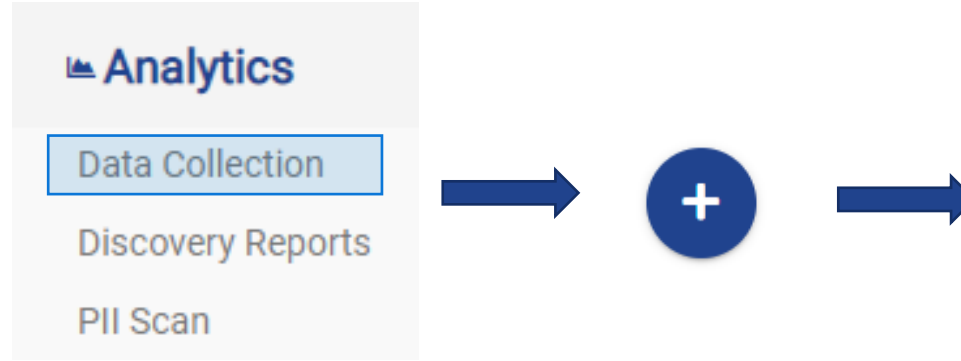 Analytics
Data Collection
Discovery Reports
PII Scan